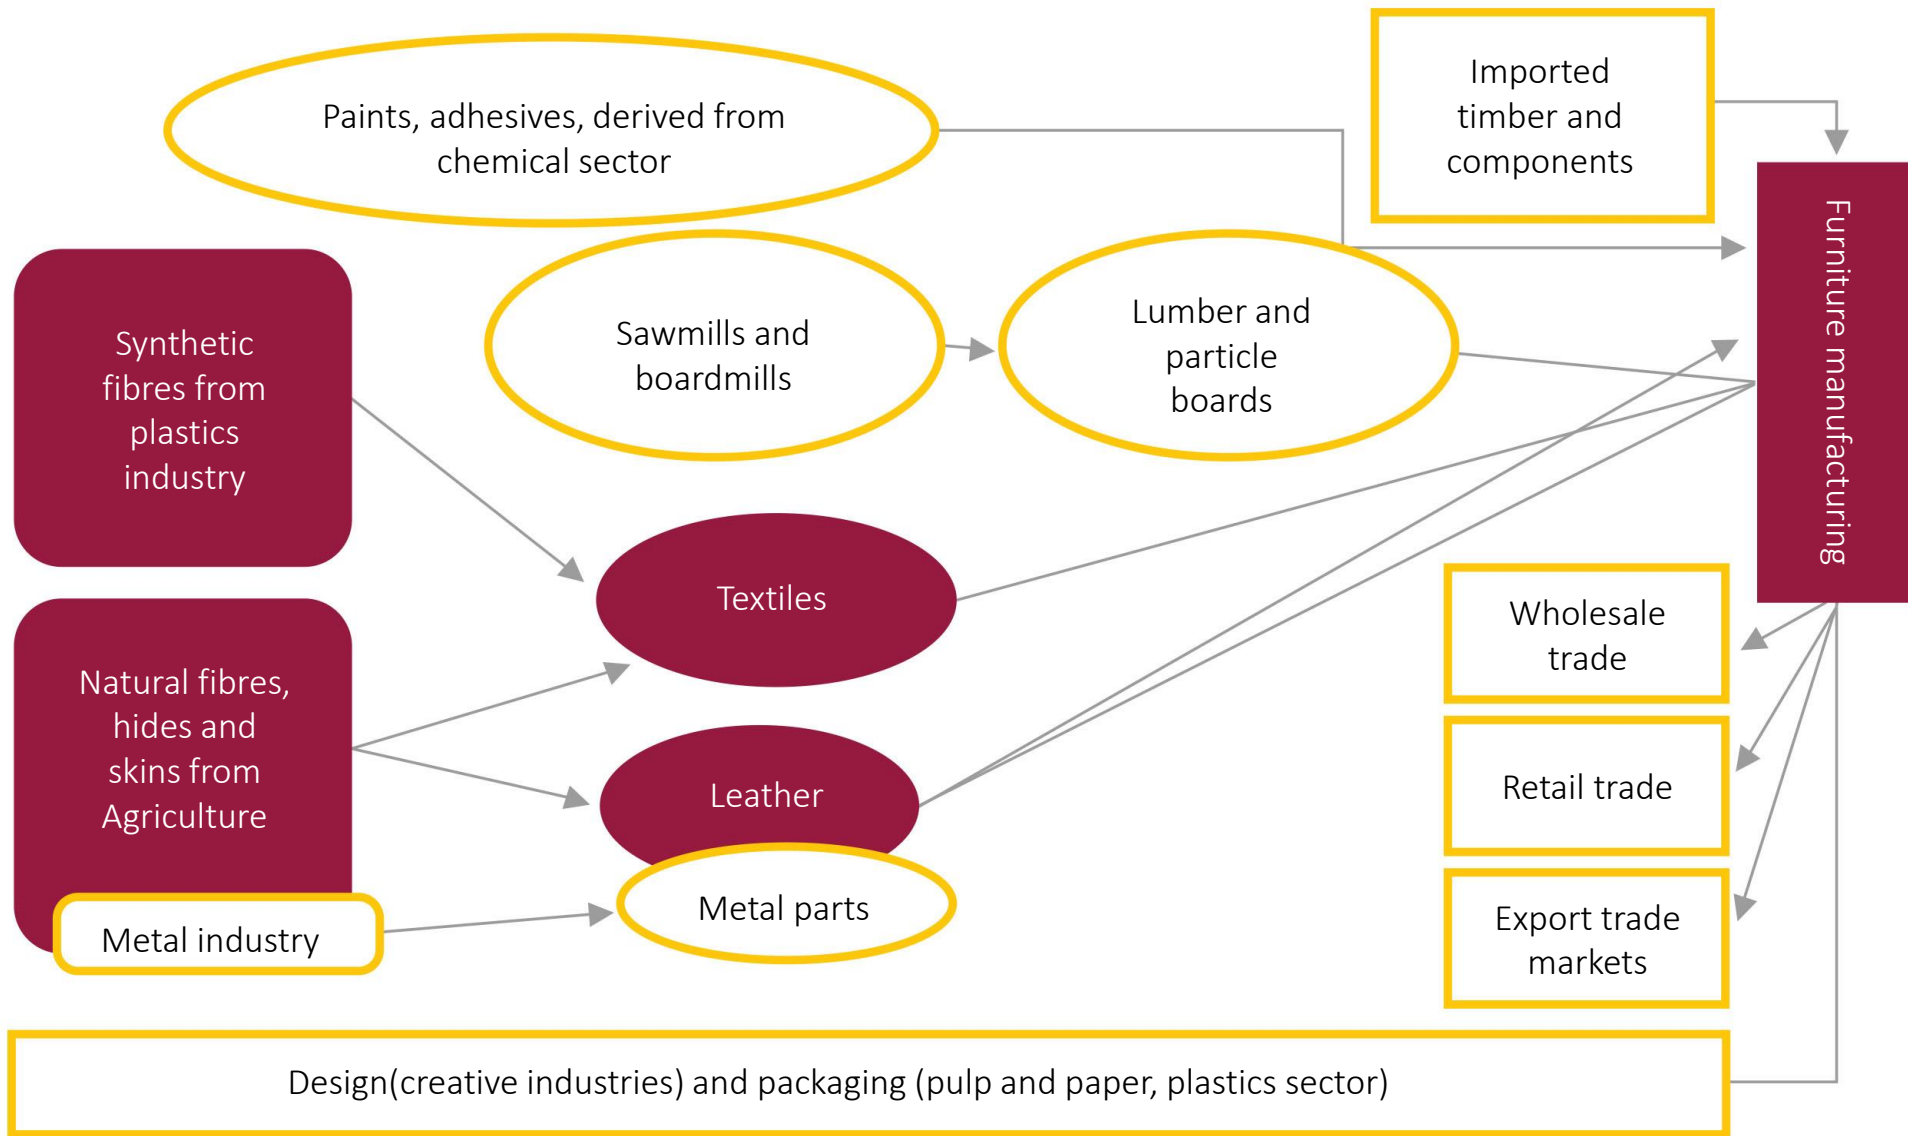 Paints, adhesives, derived from
chemical sector
Imported
timber and
components
Furniture manufacturing
Synthetic
fibres from
plastics
industry
Sawmills and
boardmills
Lumber and
particle
boards
Textiles
Natural fibres,
hides and
skins from
Agriculture
Leather
Metal industry
Metal parts
Wholesale
trade
Retail trade
Export trade
markets
Design(creative industries) and packaging (pulp and paper, plastics sector)